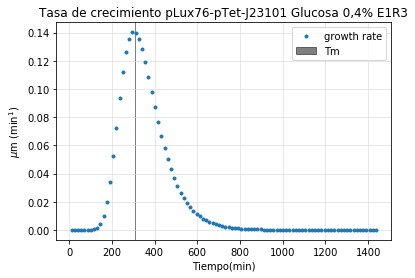 Tasa de crecimiento pLux76-pTet-J23101 Glucosa 0,4% E1R3
growth rate
Tm
0.14
0.12
0.10
0.08
0.06
0.04
0.02
0.00
μm (min¹)
0 200 400 600 800 1000 1200 1400
Tiempo(min)